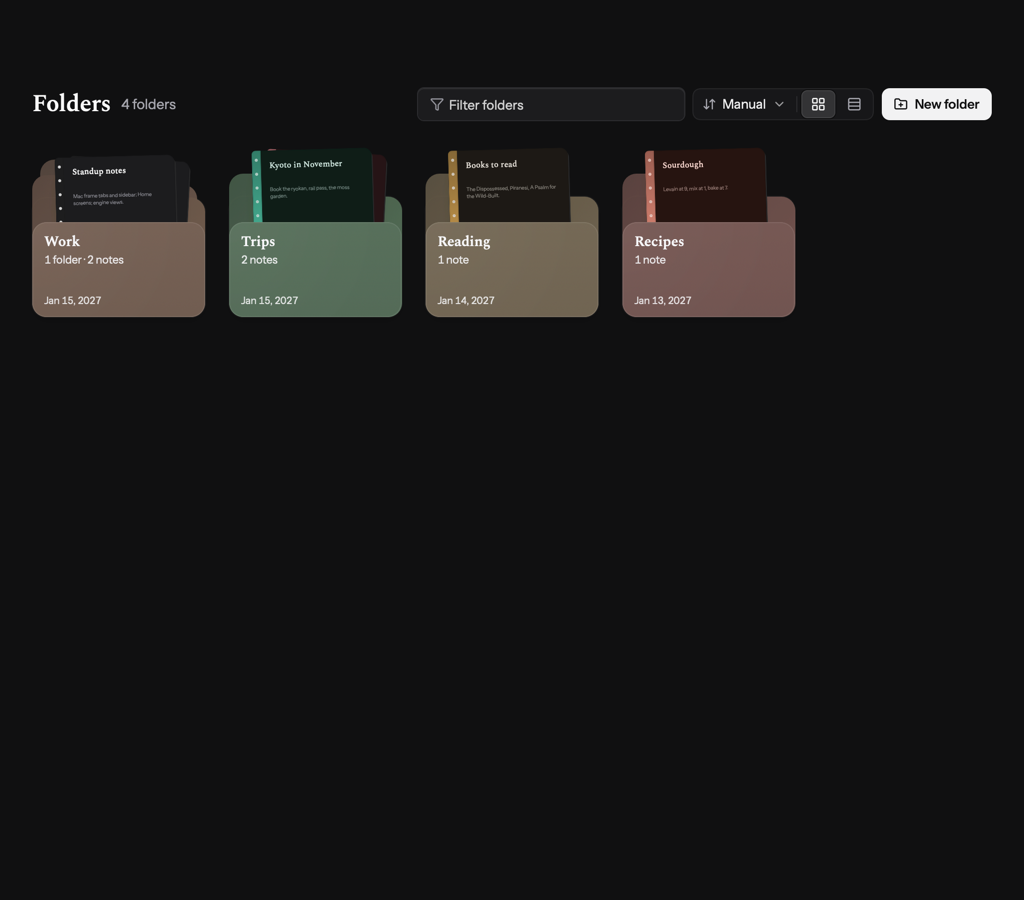 Folders 4 folders
Filter folders
Manual
New folder
Standup notes
Mac frame tabs and sidebar. Home
screens; engine views.
Work
1 folder · 2 notes
Jan 15, 2027
Kyoto in November
Book the ryokan, rail pass, the moss
garden.
Trips
2 notes
Jan 15, 2027
Books to read
The Dispossessed, Piranesi, A Psalm for
the Wild-Built.
Reading
1 note
Jan 14, 2027
Sourdough
Levain at 8, mix at 1, bake at 7.
Recipes
1 note
Jan 13, 2027